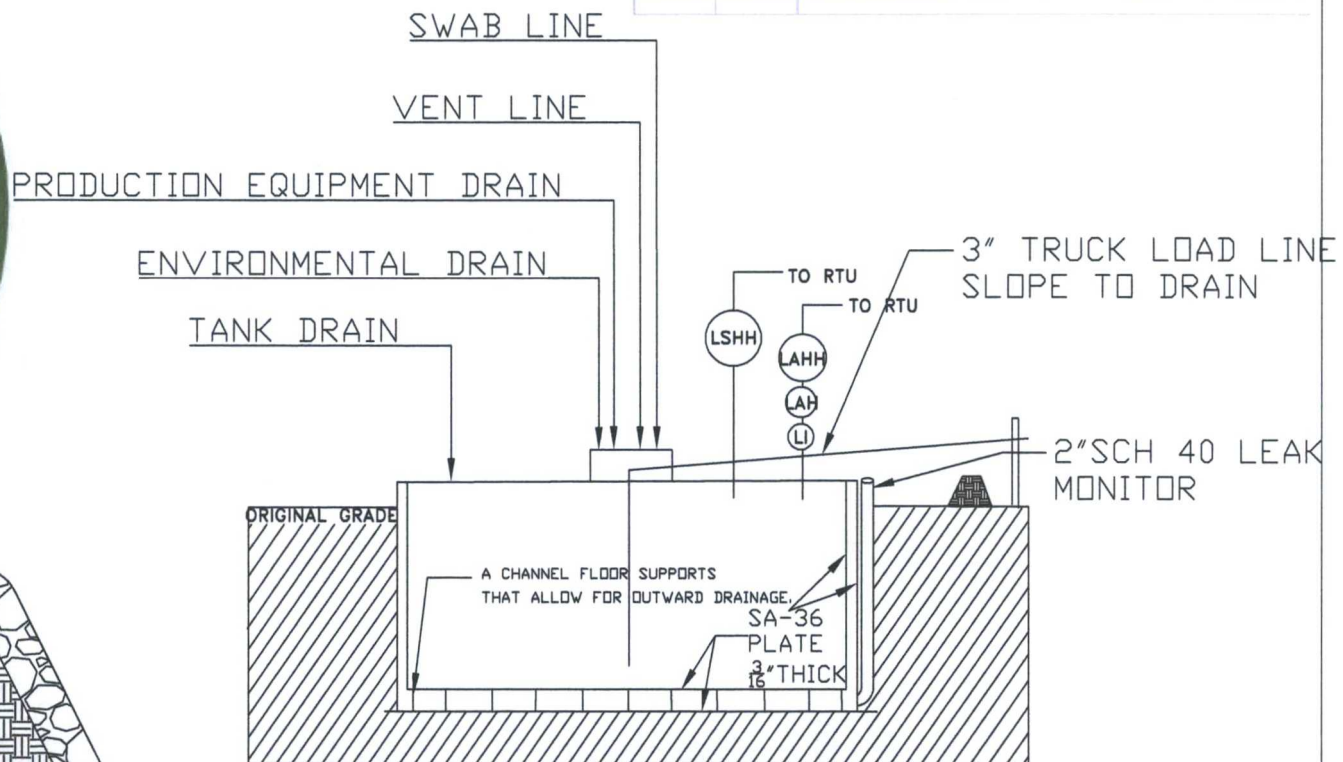 SWAB LINE
VENT LINE
PRODUCTION EQUIPMENT DRAIN
ENVIRONMENTAL DRAIN
TANK DRAIN
3" TRUCK LOAD LINE
SLOPE TO DRAIN
TO RTU
TO RTU
LSHH
LAHH
LAH
LI
2"SCH 40 LEAK
MONITOR
ORIGINAL GRADE
A CHANNEL FLOOR SUPPORTS
THAT ALLOW FOR OUTWARD DRAINAGE.
SA-36
PLATE
3/16"THICK